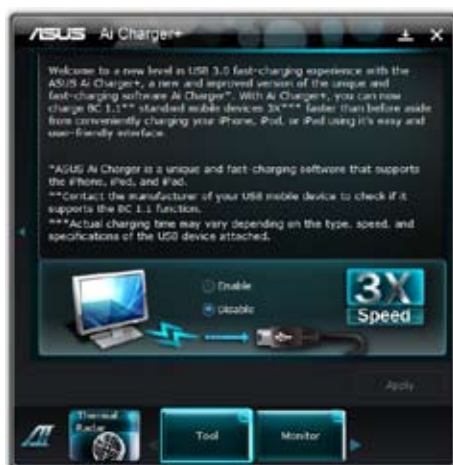 ASUS Ai Charger+
Welcome to a new level in USB 3.0 fast-charging experience with the
ASUS Ai Charger+, a new and improved version of the unique and
fast-charging software Ai Charger*. With Ai Charger+, you can now
charge BC 1.1** standard mobile devices 3X*** faster than before aside
from conveniently charging your iPhone, iPod, or iPad using it's easy and
user-friendly interface.
*ASUS Ai Charger is a unique and fast-charging software that supports
the iPhone, iPod, and iPad.
**Contact the manufacturer of your USB mobile device to check if it
supports the BC 1.1 function.
***Actual charging time may vary depending on the type, speed, and
specifications of the USB device attached.
Enable
Disable
3X
Speed
Apply
Thermal
Radar
Tool
Monitor